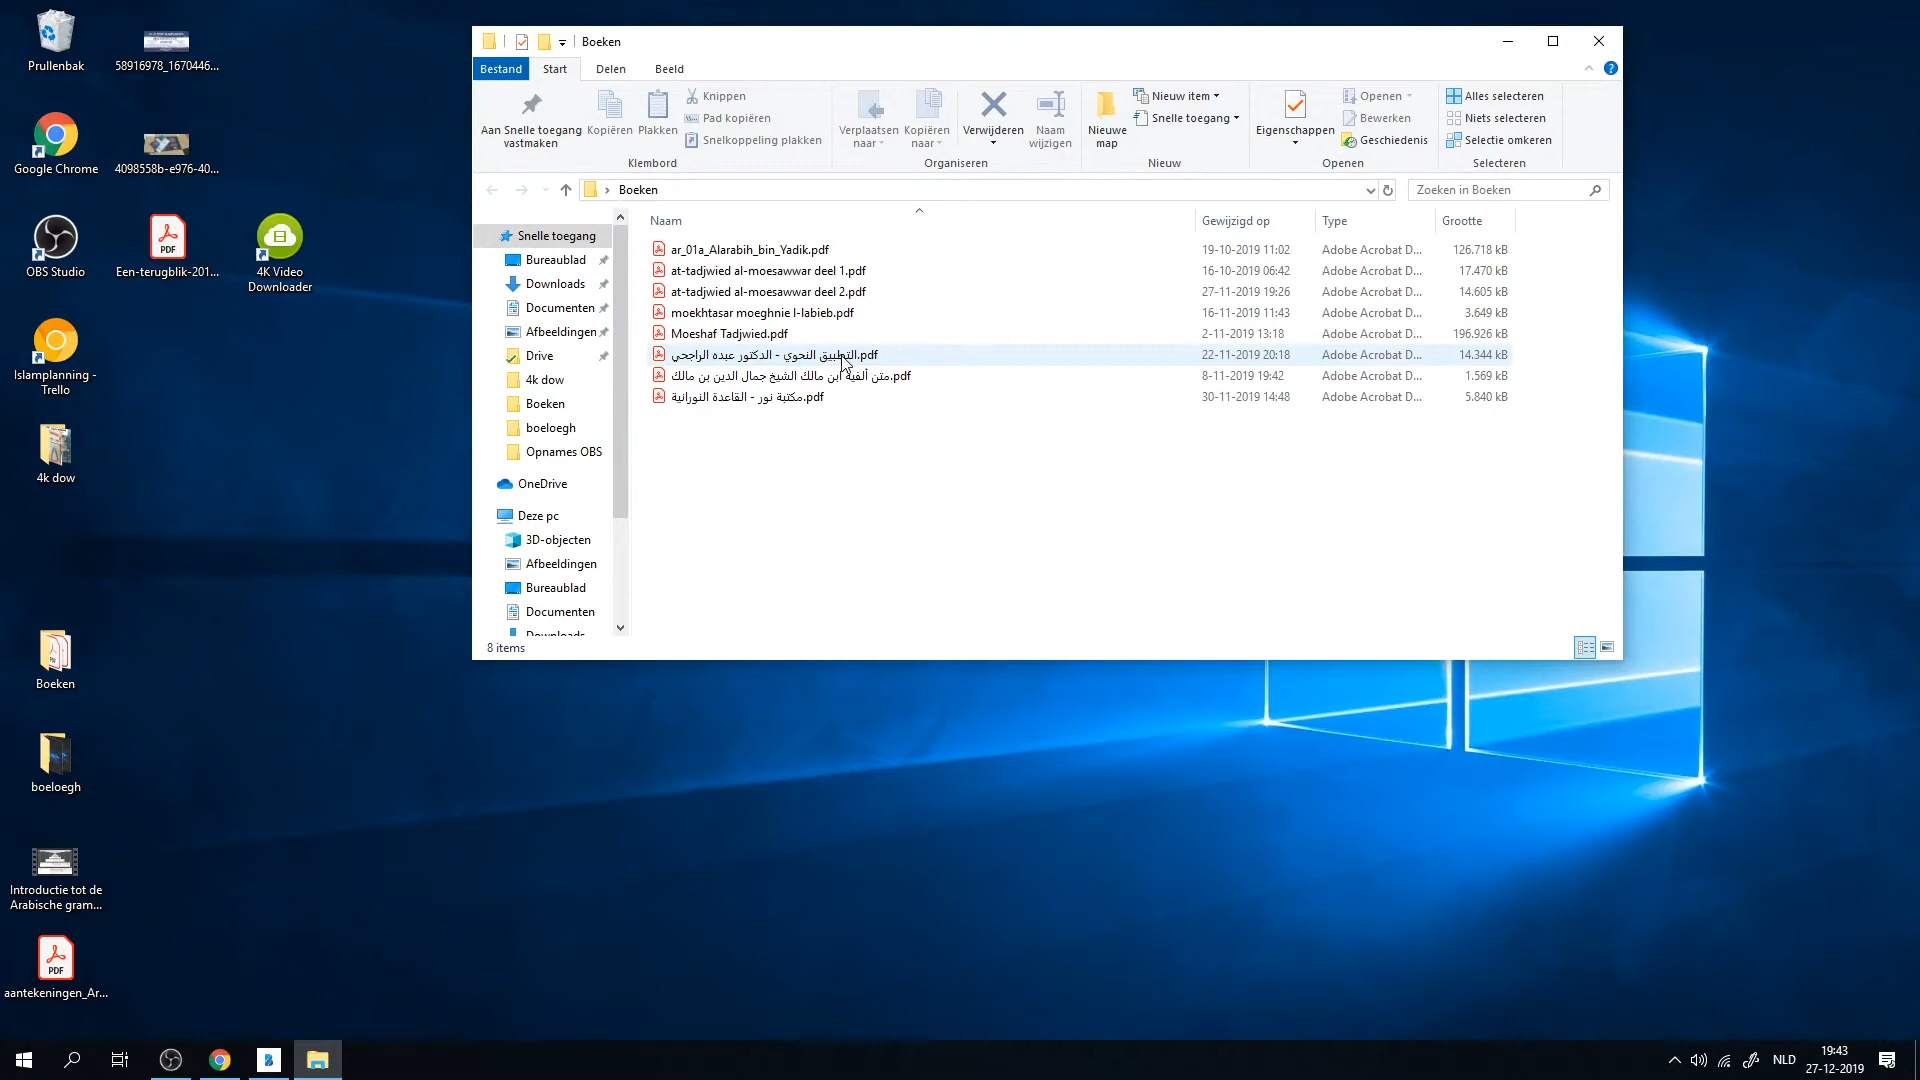 Prullenbak
58916978_1670446...
Google Chrome
4098558b-e976-40...
OBS Studio
Een-terugblik-201...
4K Video
Downloader
Islamplanning -
Trello
4k dow
Boeken
boeloegh
Introductie tot de
Arabische gram...
aantekeningen_Ar...
Boeken
Bestand
Start
Delen
Beeld
Aan Snelle toegang
vastmaken
Kopiëren
Plakken
Knippen
Pad kopiëren
Snelkoppeling plakken
Klembord
Verplaatsen
naar
Kopiëren
naar
Verwijderen
Naam
wijzigen
Organiseren
Nieuwe
map
Nieuw item
Snelle toegang
Nieuw
Eigenschappen
Openen
Bewerken
Geschiedenis
Openen
Alles selecteren
Niets selecteren
Selectie omkeren
Selecteren
Boeken
Zoeken in Boeken
Snelle toegang
Bureaublad
Downloads
Documenten
Afbeeldingen
Drive
4k dow
Boeken
boeloegh
Opnames OBS
OneDrive
Deze pc
3D-objecten
Afbeeldingen
Bureaublad
Documenten
Downloads
Naam Gewijzigd op Type Grootte
ar_01a_Alarabih_bin_Yadik.pdf 19-10-2019 11:02 Adobe Acrobat D... 126.718 kB
at-tadjwied al-moesawwar deel 1.pdf 16-10-2019 06:42 Adobe Acrobat D... 17.470 kB
at-tadjwied al-moesawwar deel 2.pdf 27-11-2019 19:26 Adobe Acrobat D... 14.605 kB
moekhtasar moeghnie l-labieb.pdf 16-11-2019 11:43 Adobe Acrobat D... 3.649 kB
Moeshaf Tadjwied.pdf 2-11-2019 13:18 Adobe Acrobat D... 196.926 kB
التطبيق النحوي - الدكتور عبده الراجحي.pdf 22-11-2019 20:18 Adobe Acrobat D... 14.344 kB
متن ألفية ابن مالك الشيخ جمال الدين بن مالك.pdf 8-11-2019 19:42 Adobe Acrobat D... 1.569 kB
مكتبة نور - القاعدة النورانية.pdf 30-11-2019 14:48 Adobe Acrobat D... 5.840 kB
8 items
NLD
19:43
27-12-2019